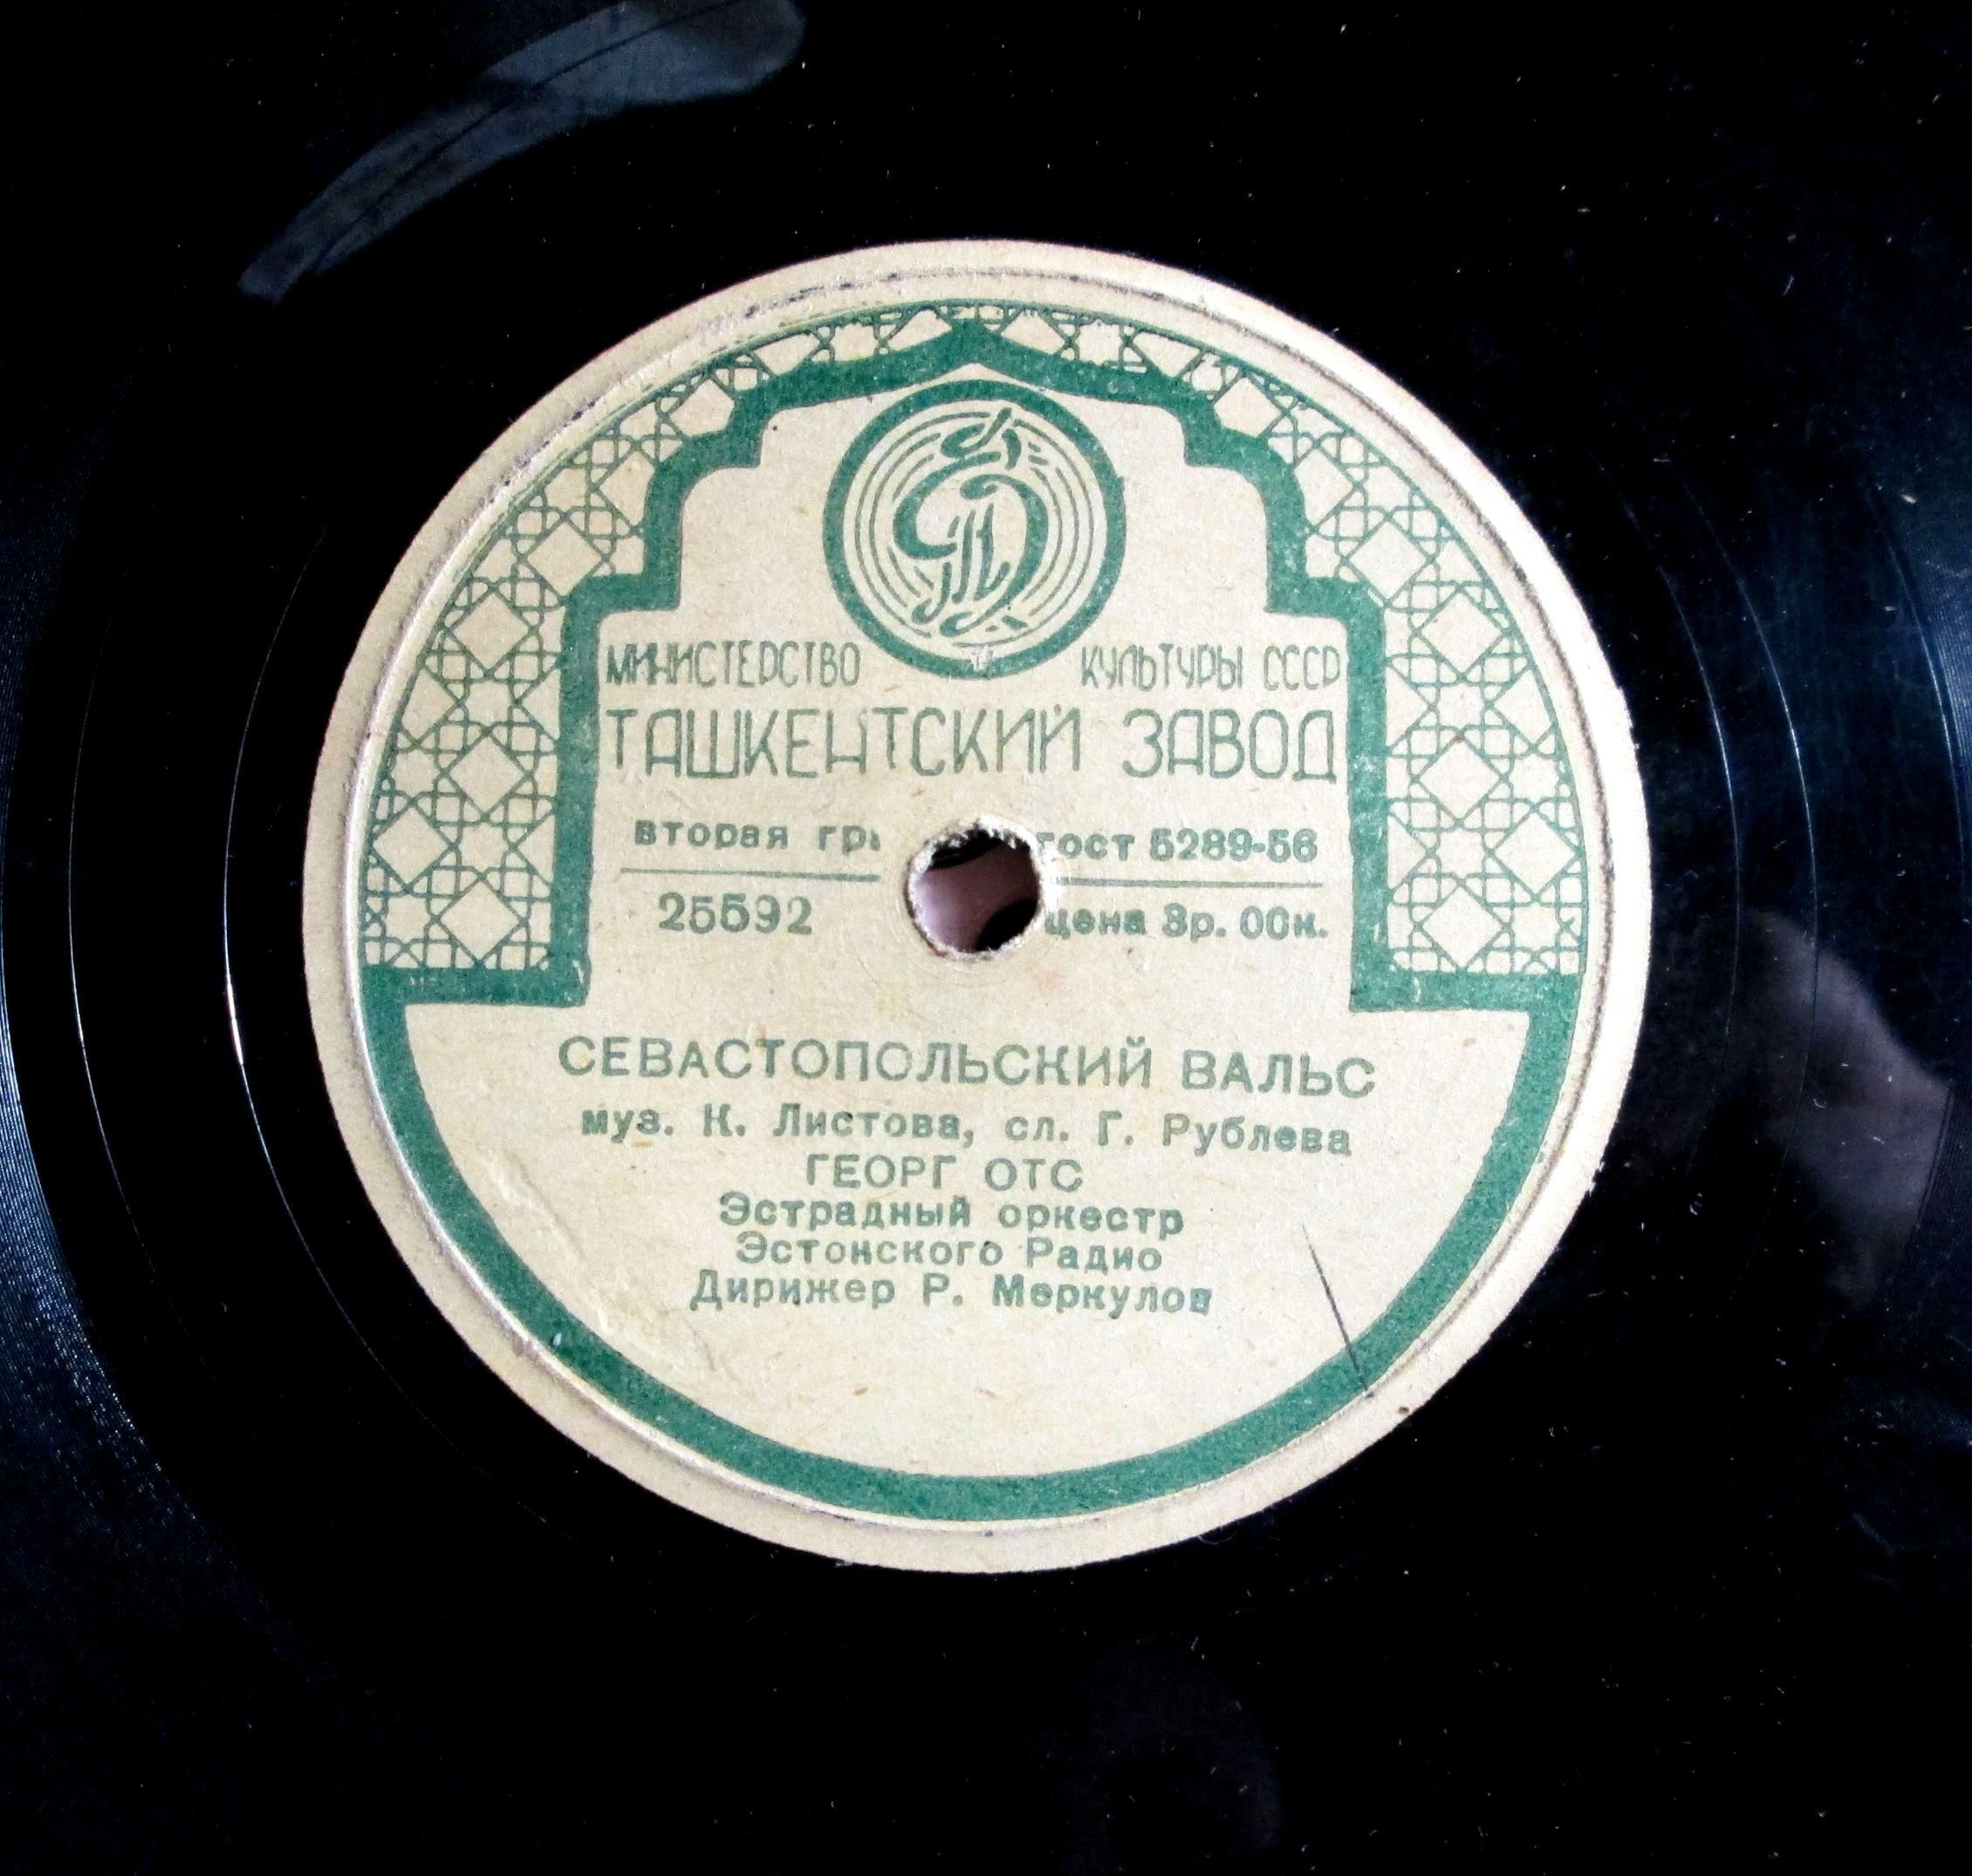 МИНИСТЕРСТВО КУЛЬТУРЫ СССР
ТАШКЕНТСКИЙ ЗАВОД
вторая гост 5289-56
25592 цена 3р. 00к.
СЕВАСТОПОЛЬСКИЙ ВАЛЬС
муз. К. Листова, сл. Г. Рублева
ГЕОРГ ОТС
Эстрадный оркестр
Эстонского Радио
Дирижер Р. Меркулов